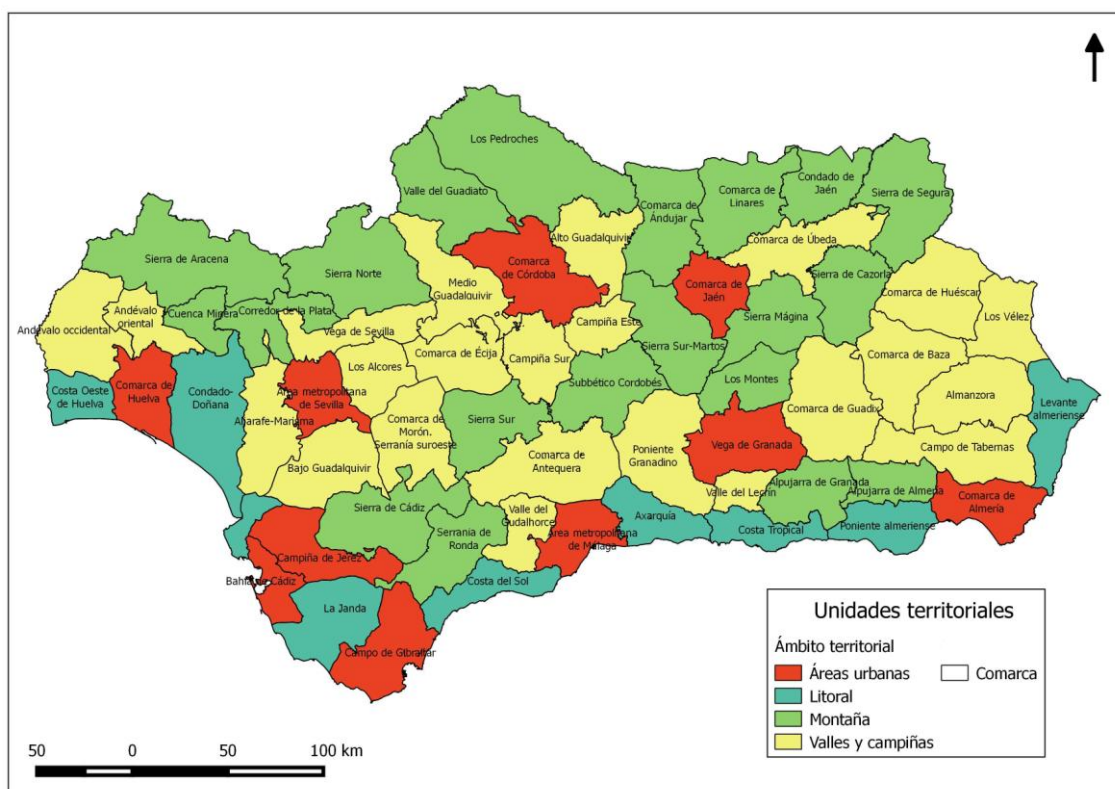 Los Pedroches
Valle del Guadiato
Condado de
Jaén
Comarca de
Linares
Sierra de Segura
Comarca de
Ándujar
Alto Guadalquivir
Comarca de Úbeda
Comarca
de Córdoba
Sierra de Aracena
Sierra Norte
Medio
Guadalquivir
Comarca
de Jaén
Sierra de Cazorla
Comarca de Huéscar
Andévalo
oriental
Cuenca Minera
Corredor de la Plata
Andévalo occidental
Vega de Sevilla
V.
Campiña Este
Sierra Mágina
Los Vélez
Sierra Sur-Martos
Comarca de Écija
Campiña Sur
Comarca de Baza
Los Alcores
Costa Oeste
de Huelva
Comarca de
Huelva
Condado-
Doñana
Área metropolitana
de Sevilla
Subbético Cordobés
Los Montes
Almanzora
Levante
almeriense
Aljarafe-Marisma
Comarca de
Morón.
Serranía suroeste
Sierra Sur
Comarca de Guadix
Poniente
Granadino
Vega de Granada
Campo de Tabernas
Bajo Guadalquivir
Comarca de
Antequera
Valle del Lecrín
Alpujarra de Granada
Alpujarra de Almería
Comarca de
Almería
Sierra de Cádiz
Valle del
Gudalhorce
Axarquía
Costa Tropical
Poniente almeriense
Serrania de
Ronda
Área metropolitana
de Málaga
Campiña de Jerez
Bahía de Cádiz
Costa del Sol
La Janda
Campo de Gibraltar
Unidades territoriales
Ámbito territorial
Áreas urbanas
Comarca
Litoral
Montaña
Valles y campiñas
50 0 50 100 km